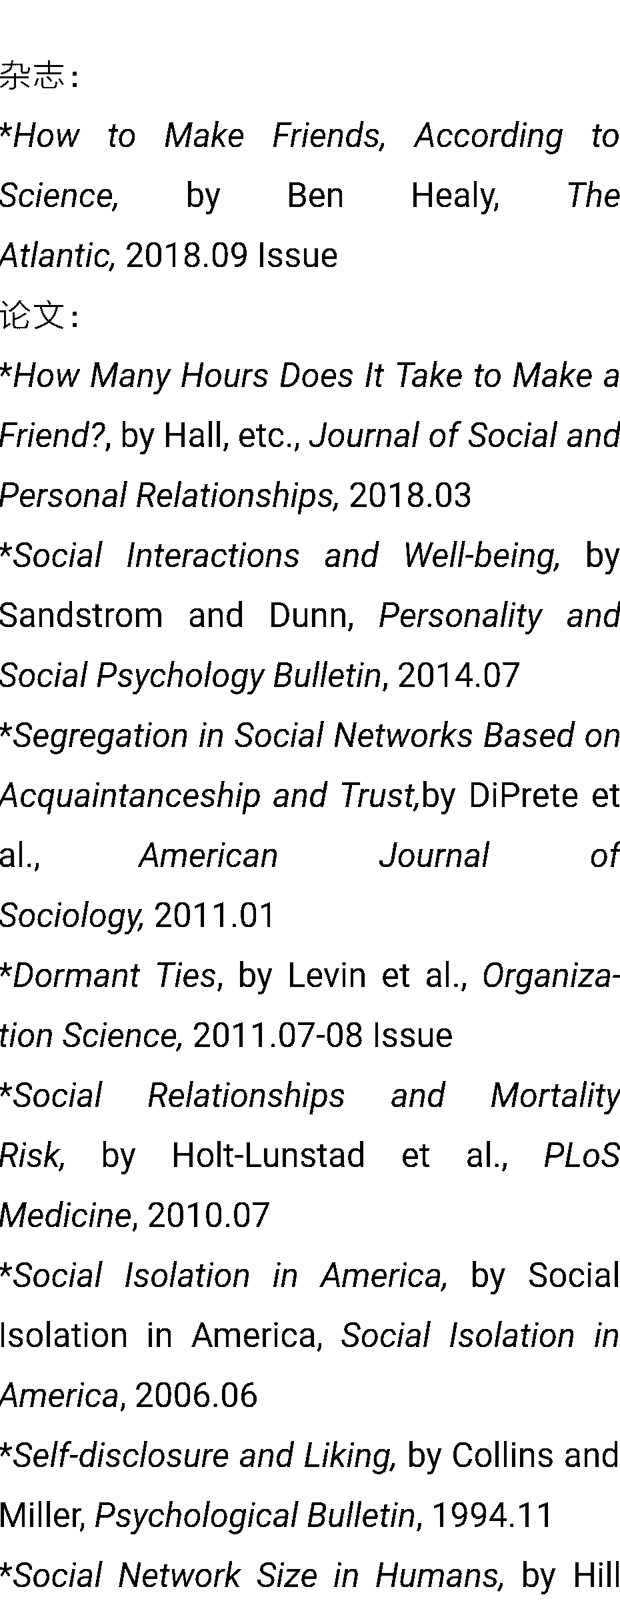 杂志：
*How to Make Friends, According to
Science, by Ben Healy, The
Atlantic, 2018.09 Issue
论文：
*How Many Hours Does It Take to Make a
Friend?, by Hall, etc., Journal of Social and
Personal Relationships, 2018.03
*Social Interactions and Well-being, by
Sandstrom and Dunn, Personality and
Social Psychology Bulletin, 2014.07
*Segregation in Social Networks Based on
Acquaintanceship and Trust,by DiPrete et
al., American Journal of
Sociology, 2011.01
*Dormant Ties, by Levin et al., Organiza-
tion Science, 2011.07-08 Issue
*Social Relationships and Mortality
Risk, by Holt-Lunstad et al., PLoS
Medicine, 2010.07
*Social Isolation in America, by Social
Isolation in America, Social Isolation in
America, 2006.06
*Self-disclosure and Liking, by Collins and
Miller, Psychological Bulletin, 1994.11
*Social Network Size in Humans, by Hill